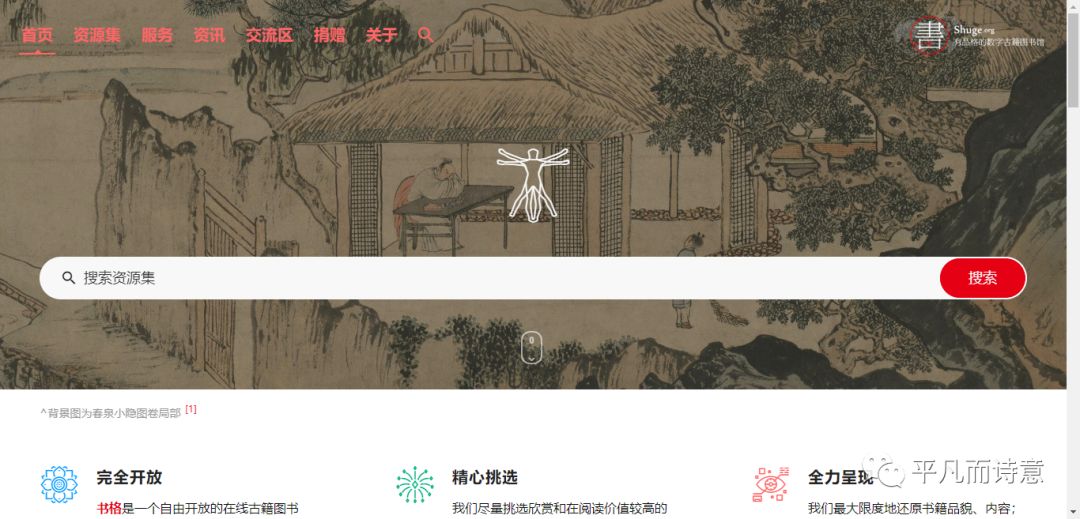 首页 资源集 服务 资讯 交流区 捐赠 关于
書
Shuge.org
有品格的数字古籍图书馆
搜索资源集
搜索
^背景图为春泉小隐图卷局部 [1]
完全开放
书格是一个自由开放的在线古籍图书
精心挑选
我们尽量挑选欣赏和在阅读价值较高的
全力呈现
我们最大限度地还原书籍品貌、内容；
平凡而诗意